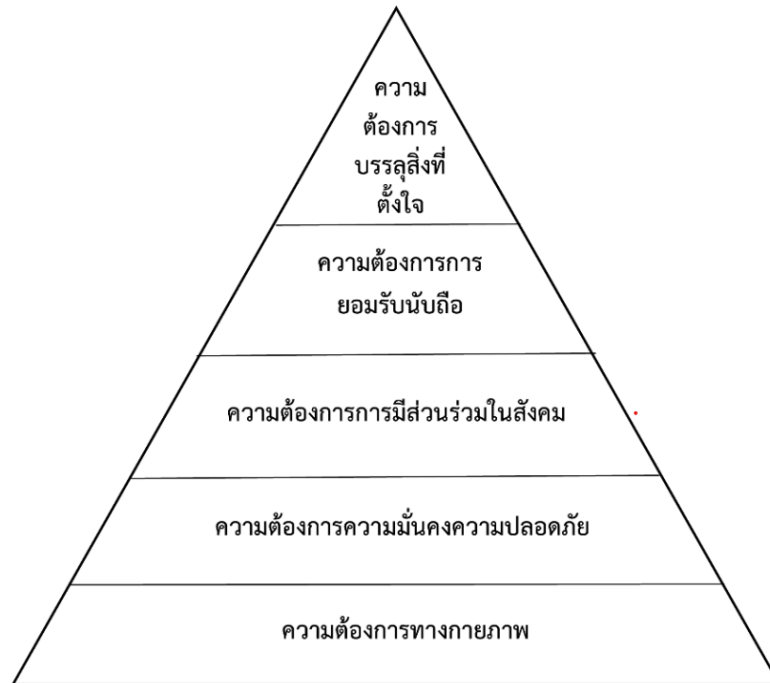 ความ
ต้องการ
บรรลุสิ่งที่
ตั้งใจ
ความต้องการการ
ยอมรับนับถือ
ความต้องการการมีส่วนร่วมในสังคม
ความต้องการความมั่นคงความปลอดภัย
ความต้องการทางกายภาพ